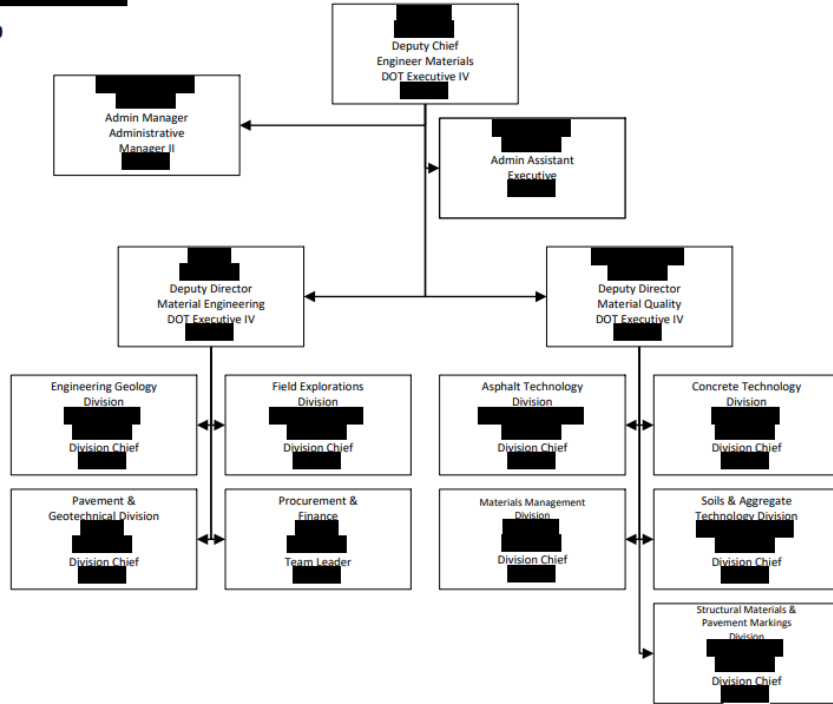 Deputy Chief
Engineer Materials
DOT Executive IV
Admin Manager
Administrative
Manager II
Admin Assistant
Executive
Deputy Director
Material Engineering
DOT Executive IV
Deputy Director
Material Quality
DOT Executive IV
Engineering Geology
Division
Division Chief
Field Explorations
Division
Division Chief
Asphalt Technology
Division
Division Chief
Concrete Technology
Division
Division Chief
Pavement &
Geotechnical Division
Division Chief
Procurement &
Finance
Team Leader
Materials Management
Division
Division Chief
Soils & Aggregate
Technology Division
Division Chief
Structural Materials &
Pavement Markings
Division
Division Chief